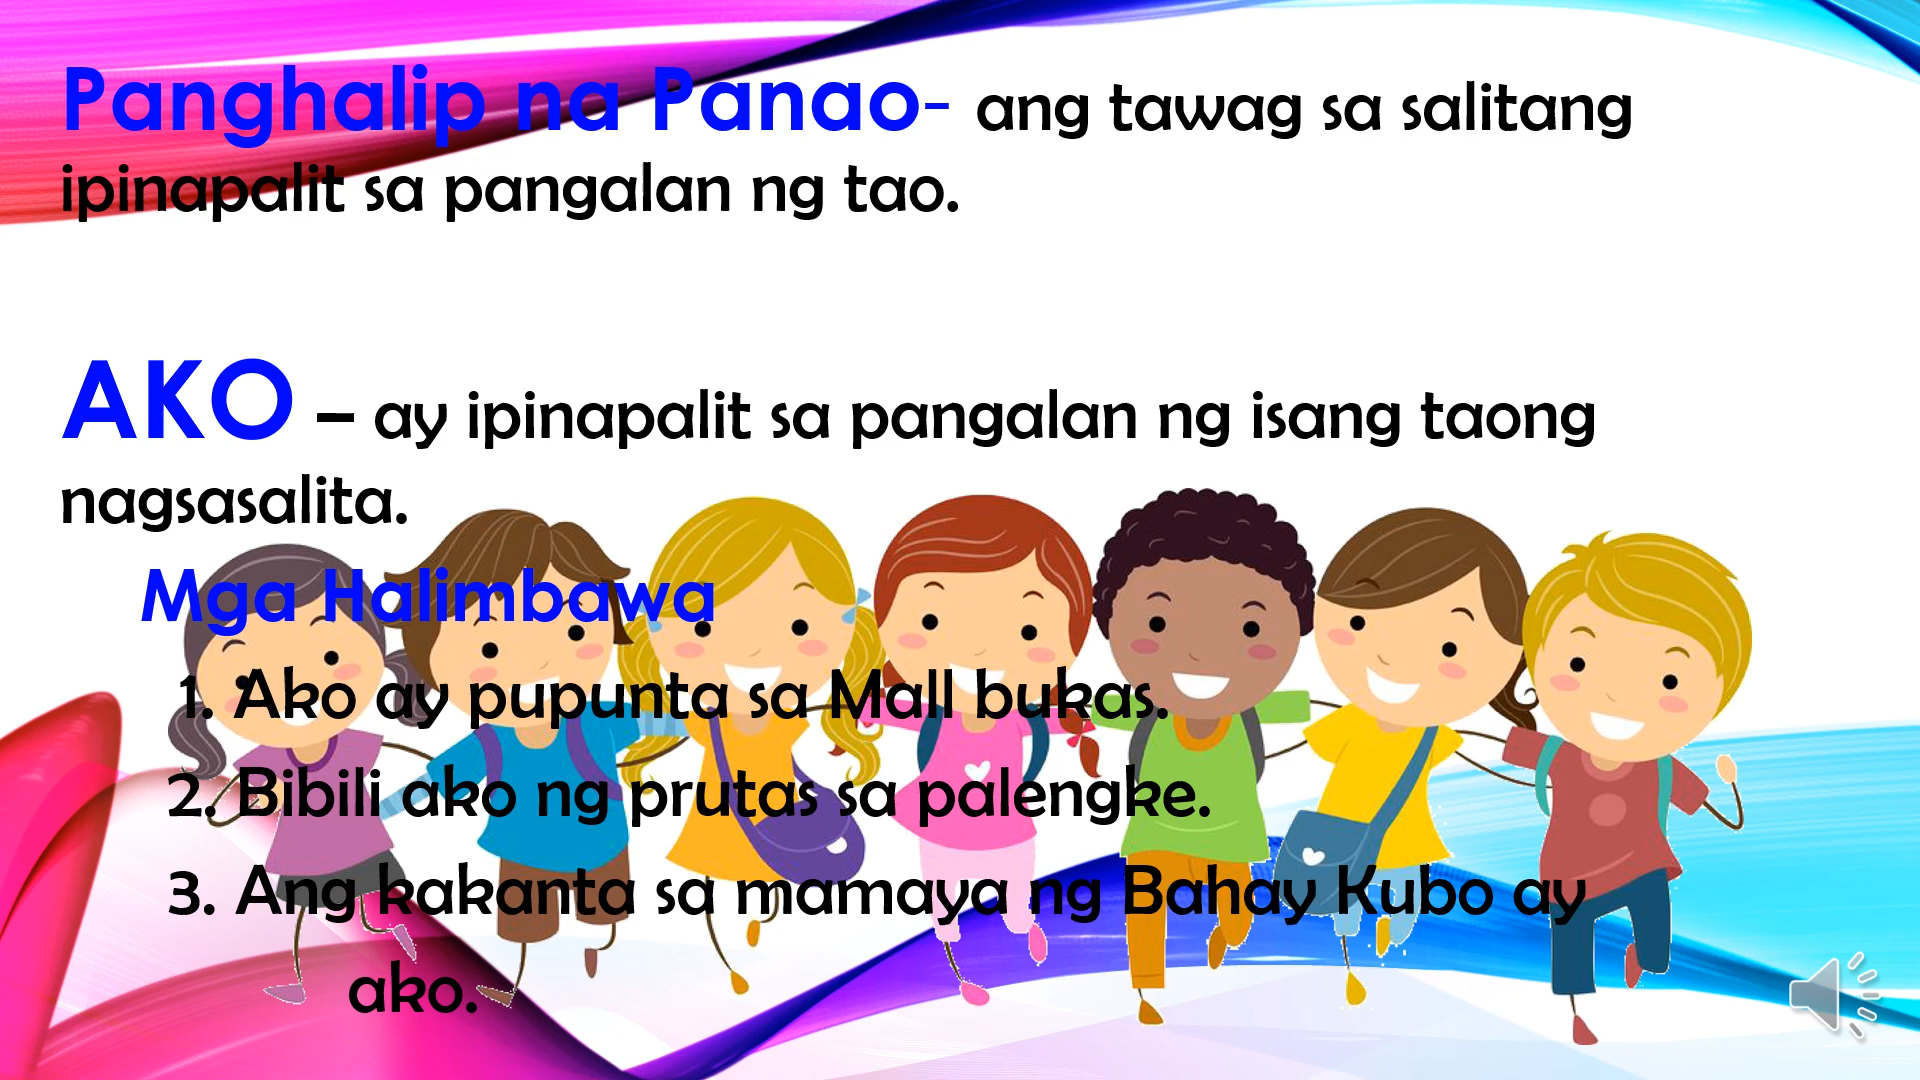 Panghalip na Panao- ang tawag sa salitang
ipinapalit sa pangalan ng tao.
AKO – ay ipinapalit sa pangalan ng isang taong
nagsasalita.
Mga Halimbawa
1. Ako ay pupunta sa Mall bukas.
2. Bibili ako ng prutas sa palengke.
3. Ang kakanta sa mamaya ng Bahay Kubo ay
ako.